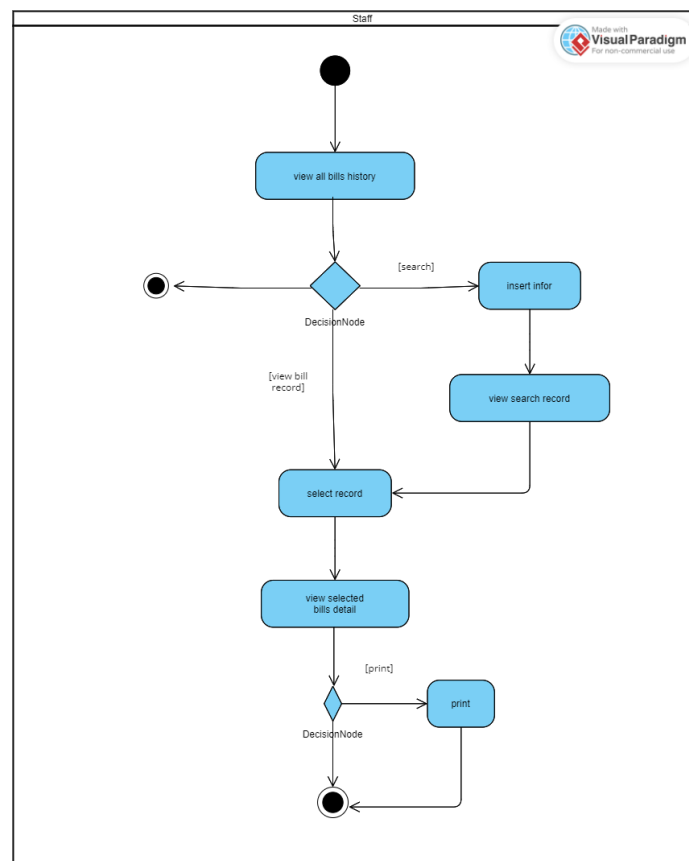 Staff
Made with
Visual Paradigm
For non-commercial use
view all bills history
[search]
insert infor
DecisionNode
[view bill
record]
view search record
select record
view selected
bills detail
[print]
print
DecisionNode